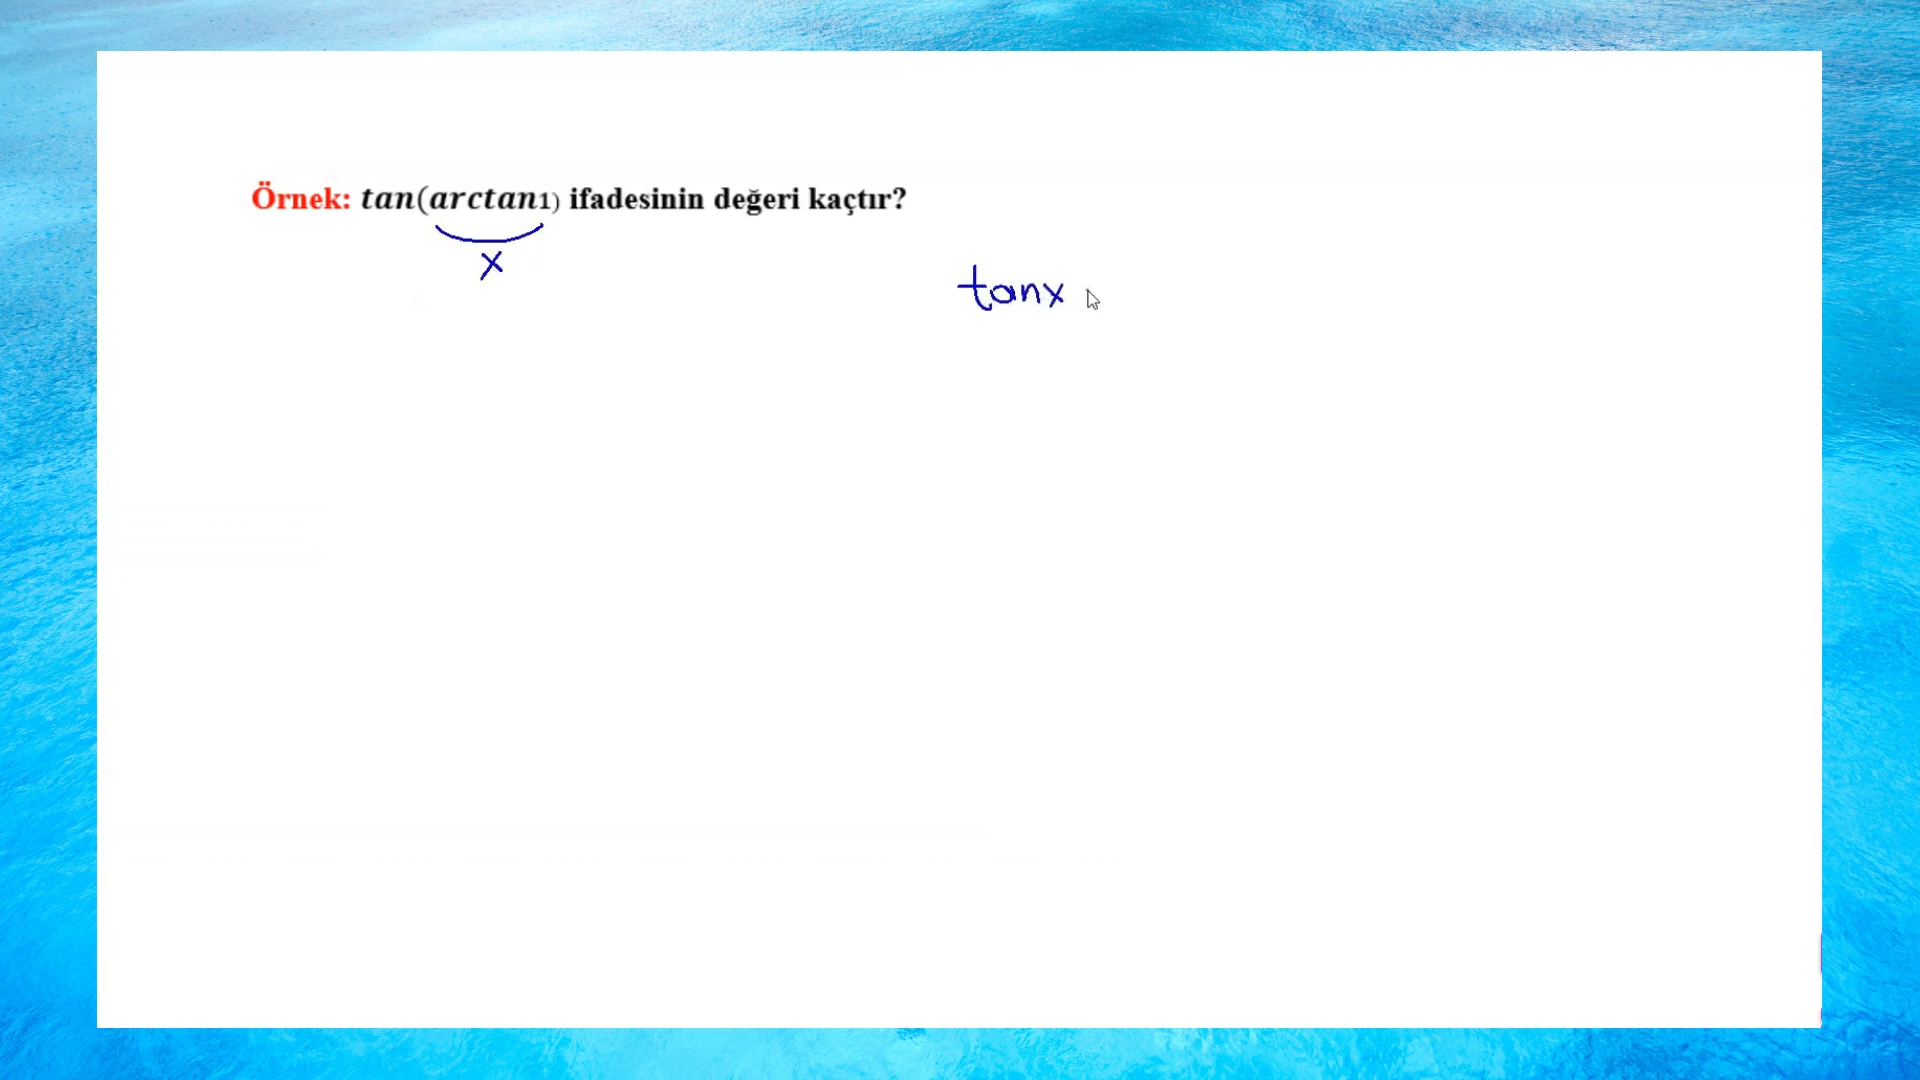 Örnek: tan(arctan1) ifadesinin değeri kaçtır?
x
tanx